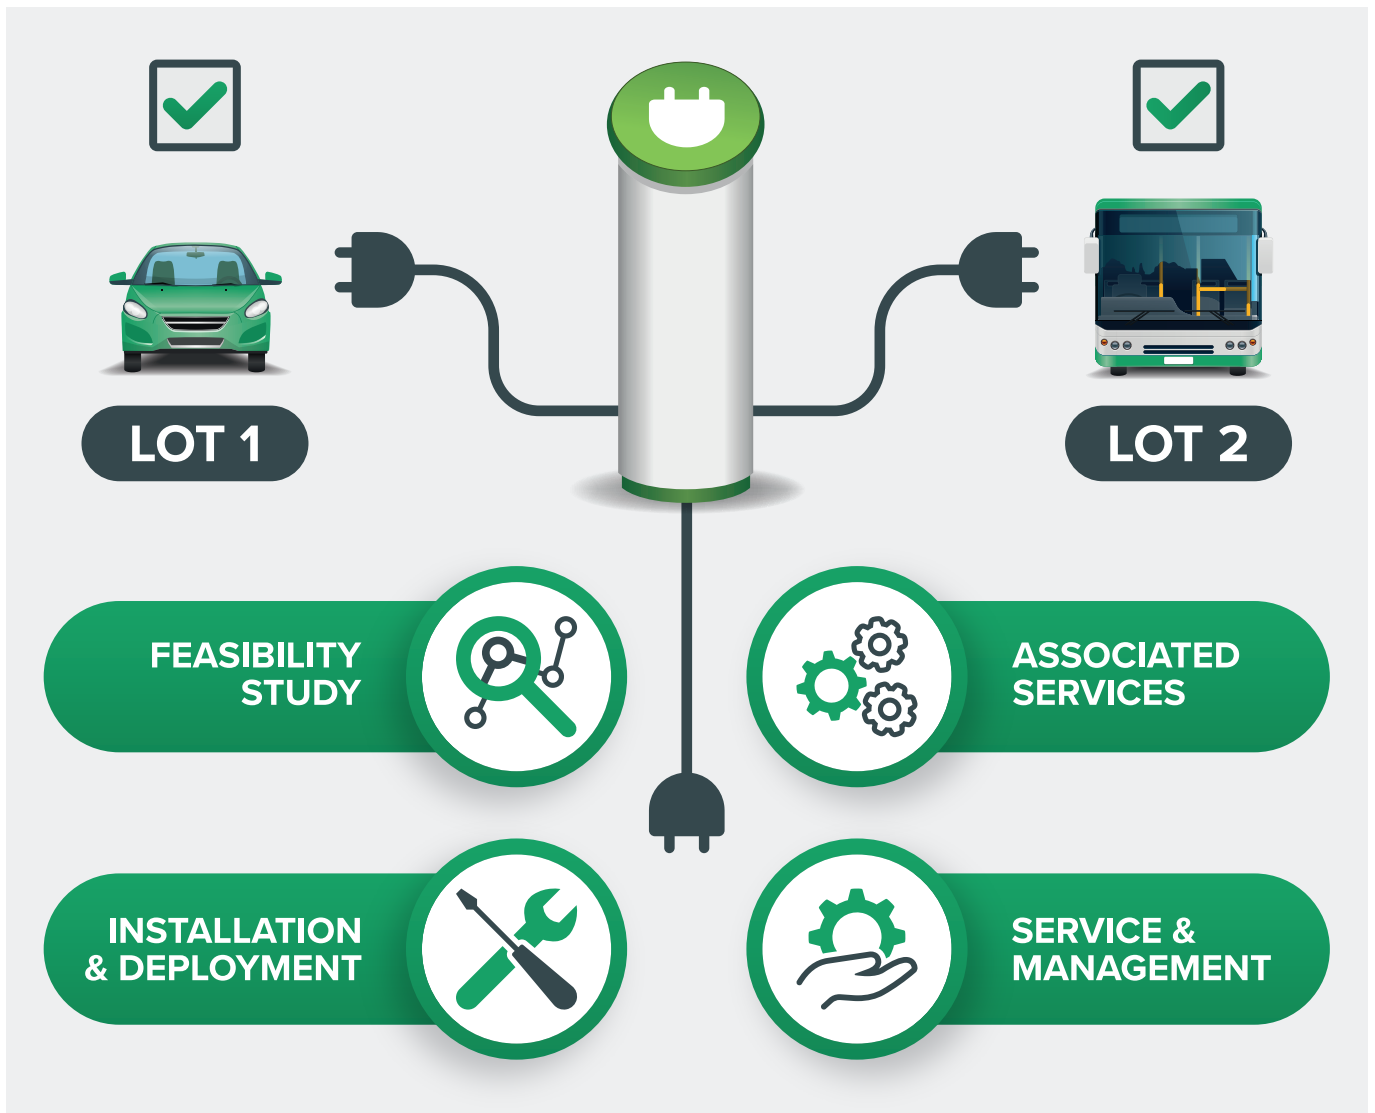 LOT 1
LOT 2
FEASIBILITY
STUDY
ASSOCIATED
SERVICES
INSTALLATION
& DEPLOYMENT
SERVICE &
MANAGEMENT